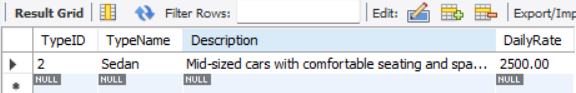 Result Grid Filter Rows: Edit: Export/Imp
TypeID TypeName Description DailyRate
2 Sedan Mid-sized cars with comfortable seating and spa... 2500.00
NULL NULL NULL NULL